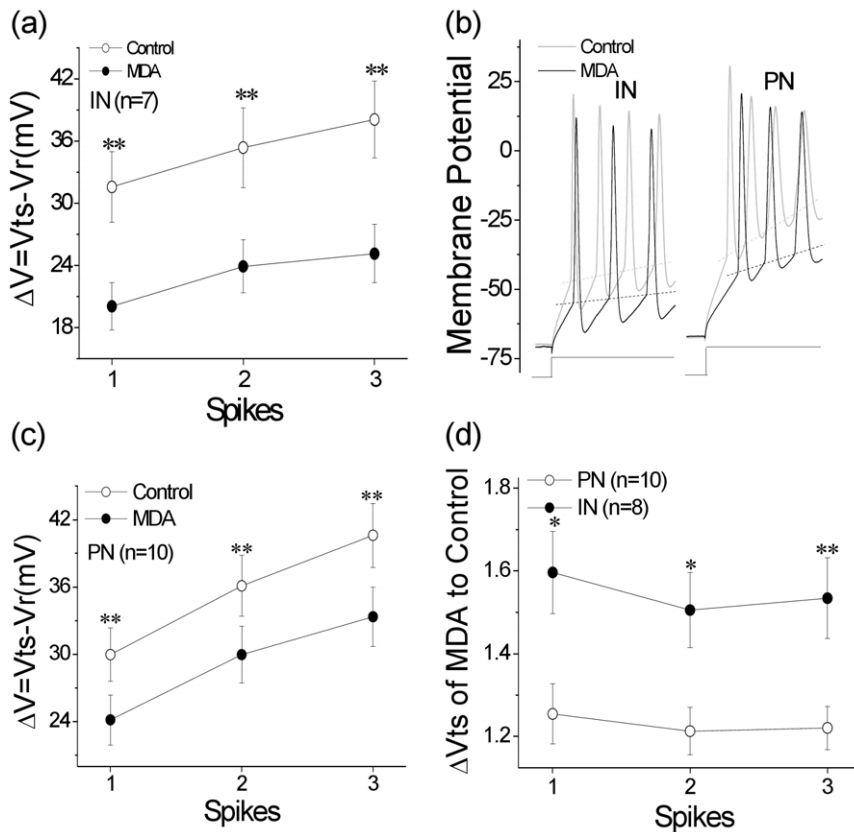 (a)
Control
MDA
IN (n=7)
** ** **
42
36
30
24
18
ΔV=Vts-Vr(mV)
1 2 3
Spikes
(b)
Control
MDA
IN
PN
25
0
-25
-50
-75
Membrane Potential
(c)
Control
MDA
PN (n=10)
** ** **
42
36
30
24
ΔV=Vts-Vr(mV)
1 2 3
Spikes
(d)
PN (n=10)
IN (n=8)
* * **
1.8
1.6
1.4
1.2
ΔVts of MDA to Control
1 2 3
Spikes